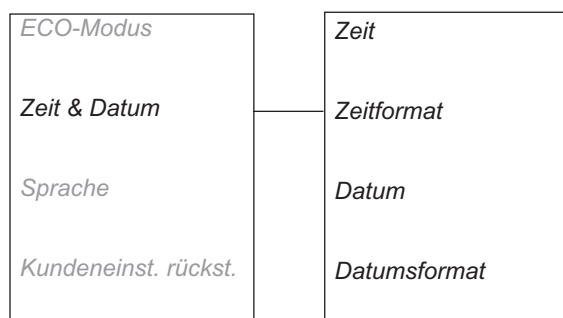 ECO-Modus
Zeit & Datum
Sprache
Kundeneinst. rückst.
Zeit
Zeitformat
Datum
Datumsformat